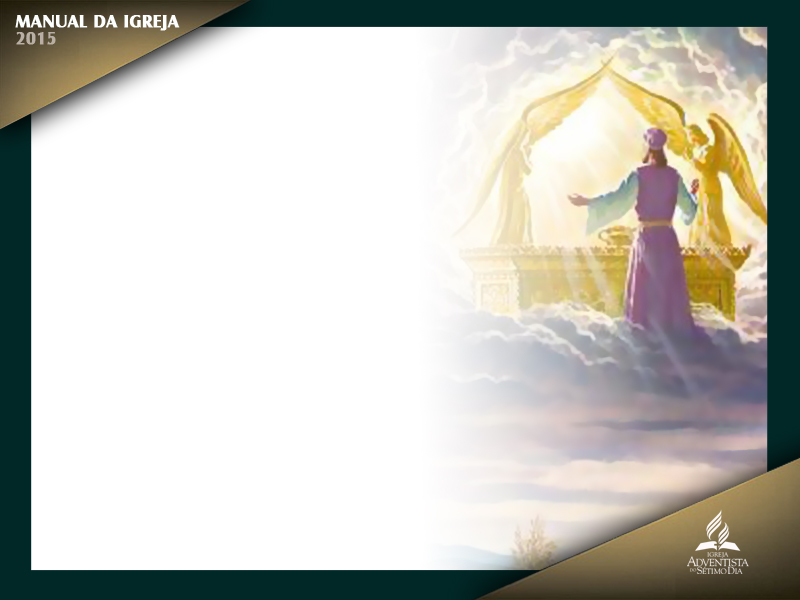 MANUAL DA IGREJA
2015
IGREJA
ADVENTISTA
DO SÉTIMO DIA